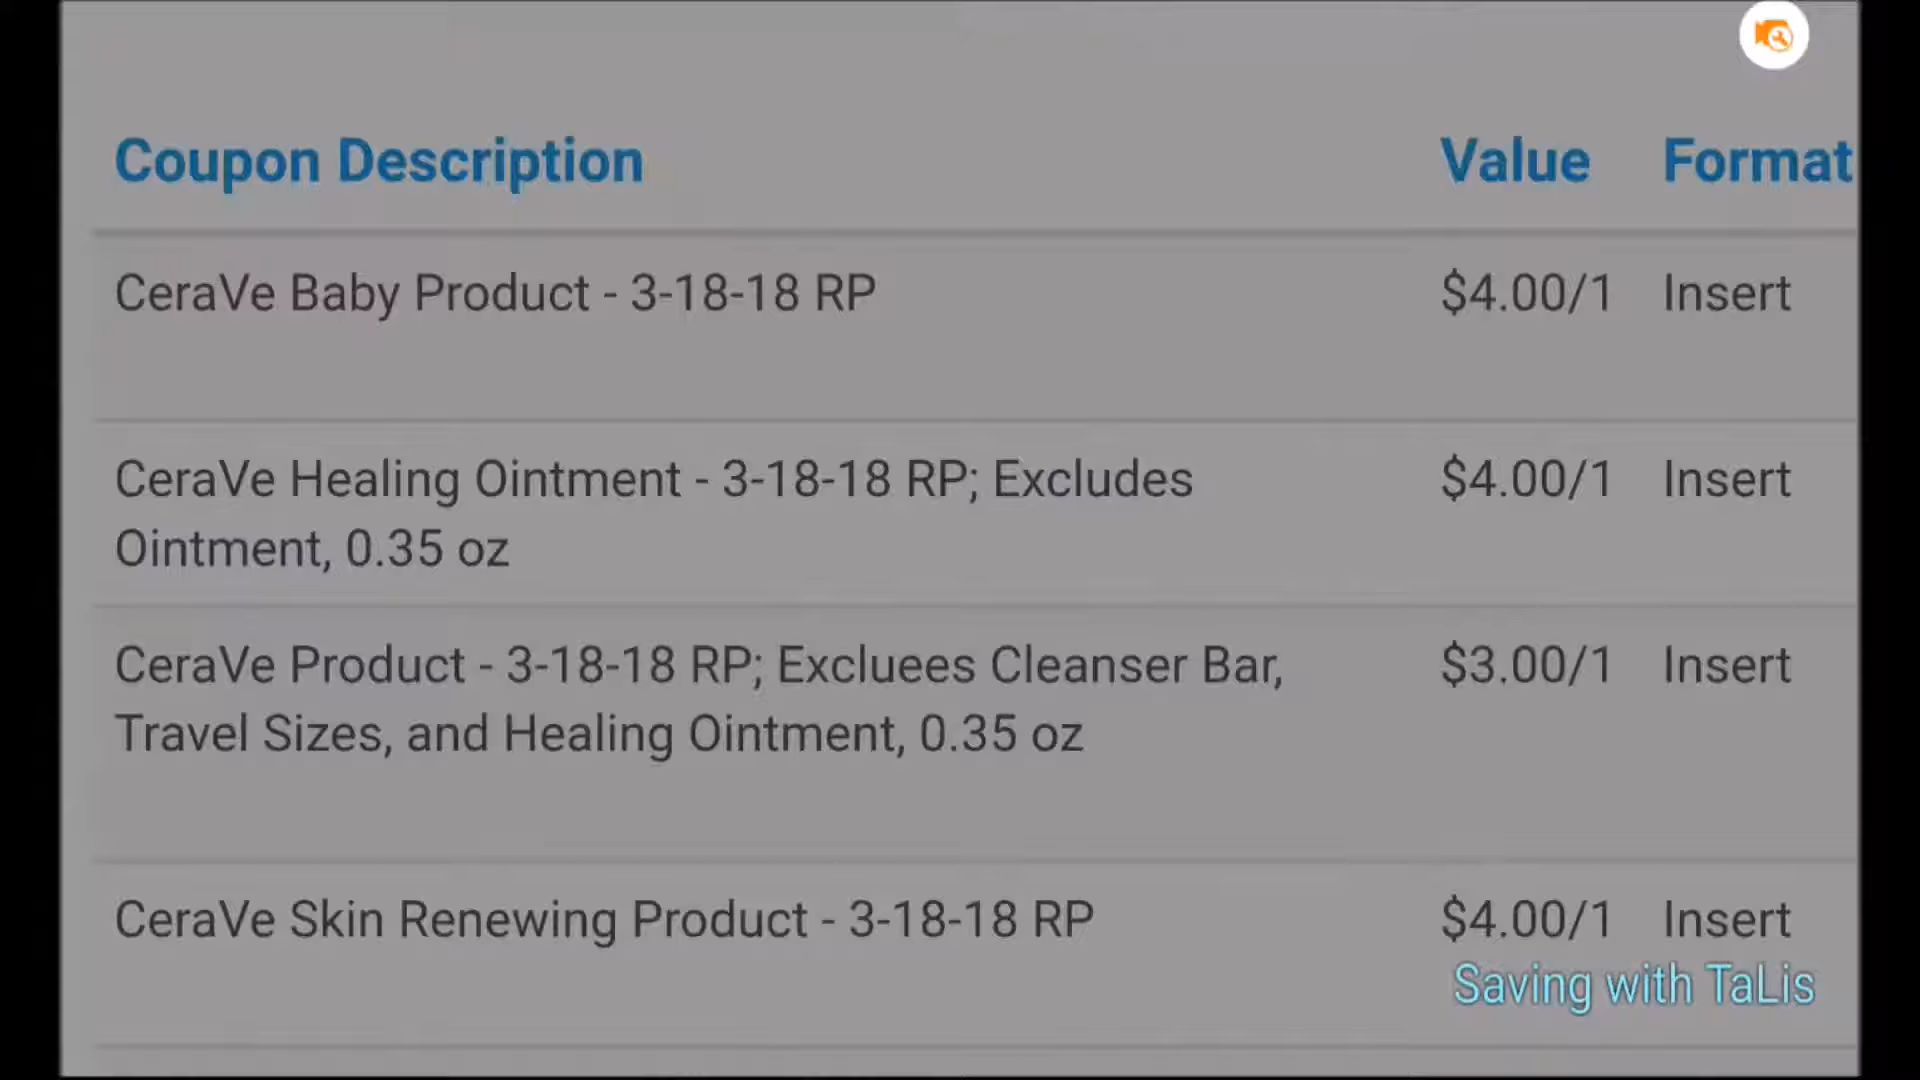 Coupon Description Value Format
CeraVe Baby Product - 3-18-18 RP $4.00/1 Insert
CeraVe Healing Ointment - 3-18-18 RP; Excludes $4.00/1 Insert
Ointment, 0.35 oz
CeraVe Product - 3-18-18 RP; Excluees Cleanser Bar, $3.00/1 Insert
Travel Sizes, and Healing Ointment, 0.35 oz
CeraVe Skin Renewing Product - 3-18-18 RP $4.00/1 Insert
Saving with TaLis